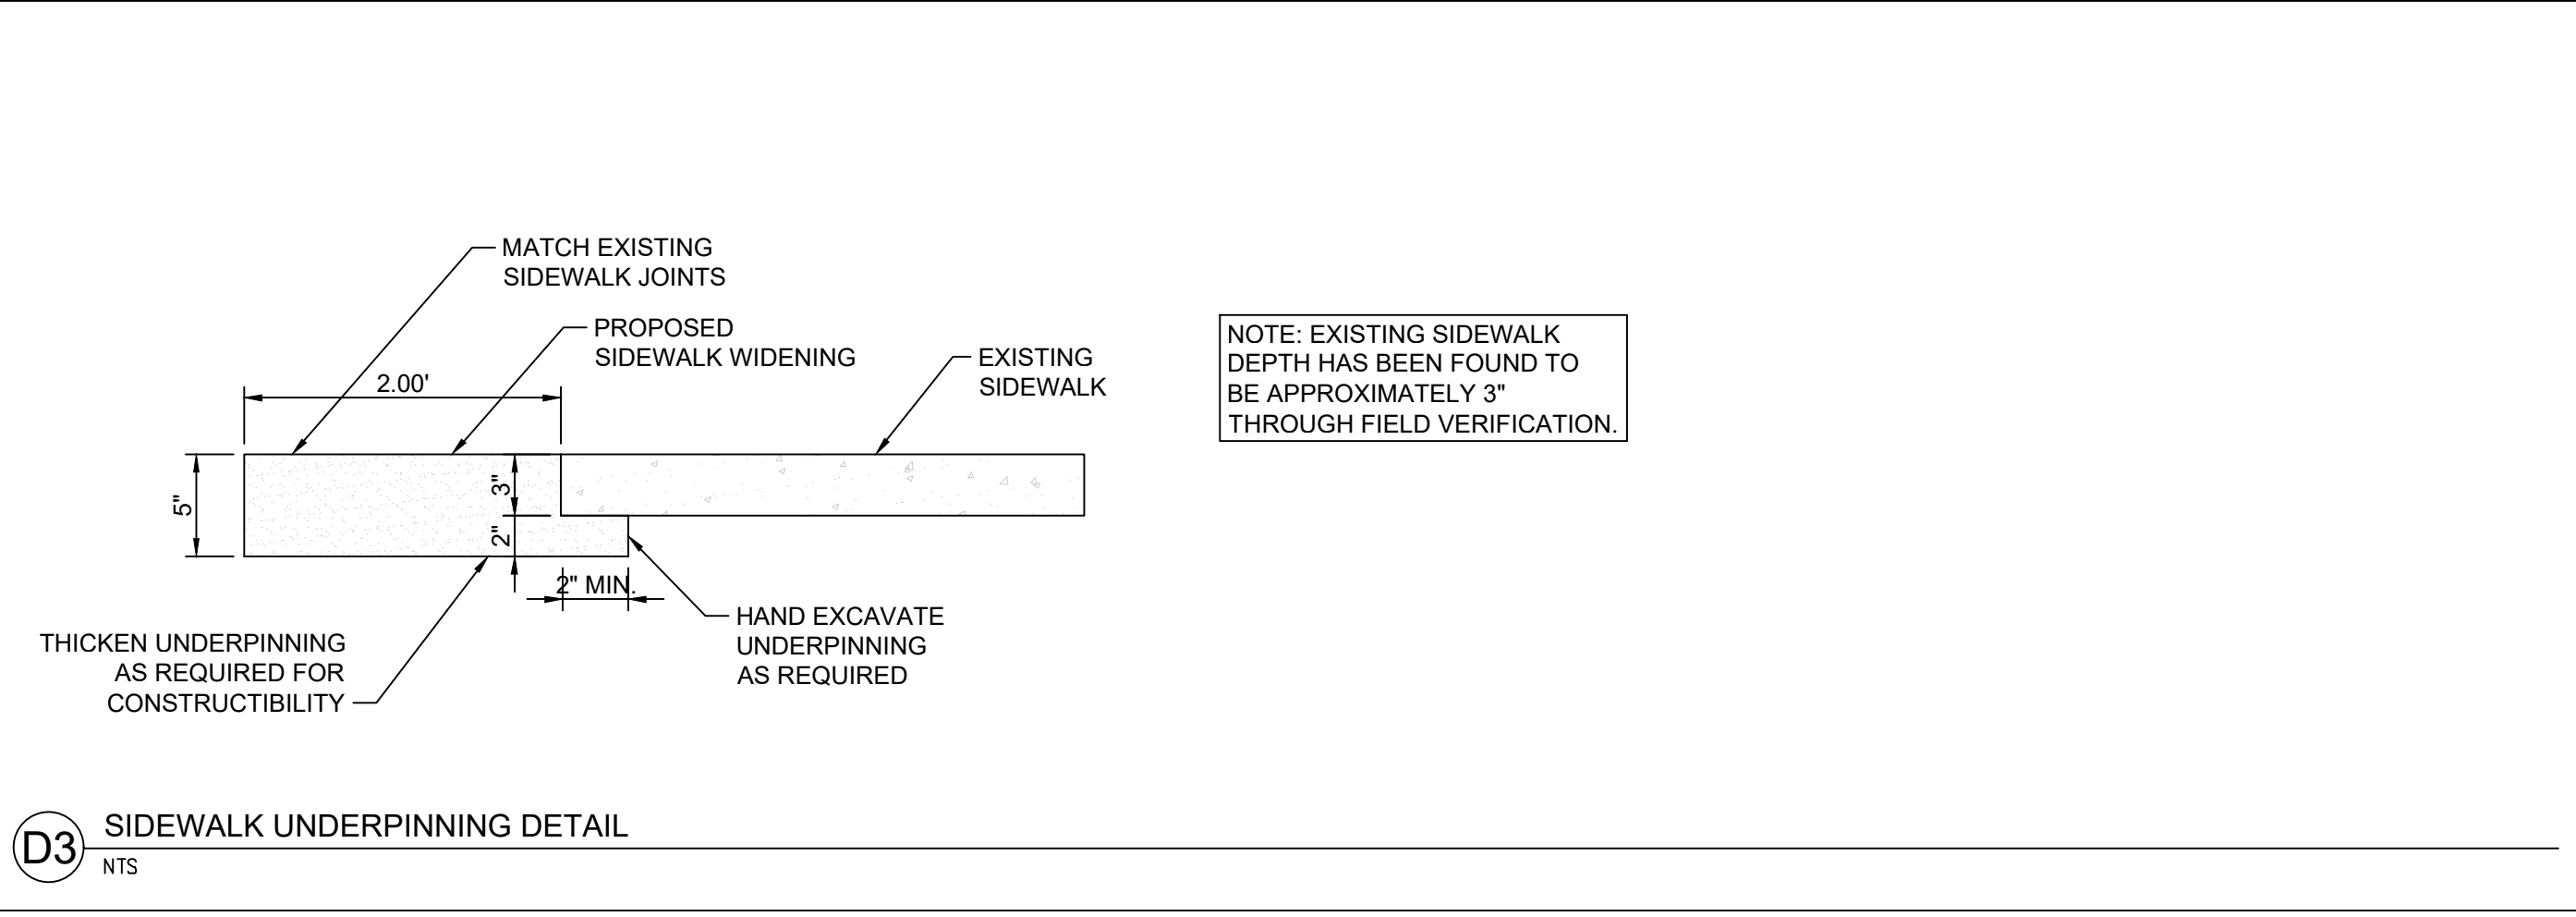 MATCH EXISTING
SIDEWALK JOINTS
PROPOSED
SIDEWALK WIDENING
EXISTING
SIDEWALK
2.00'
5"
3"
2"
2" MIN.
NOTE: EXISTING SIDEWALK
DEPTH HAS BEEN FOUND TO
BE APPROXIMATELY 3"
THROUGH FIELD VERIFICATION.
HAND EXCAVATE
UNDERPINNING
AS REQUIRED
THICKEN UNDERPINNING
AS REQUIRED FOR
CONSTRUCTIBILITY
D3
SIDEWALK UNDERPINNING DETAIL
NTS